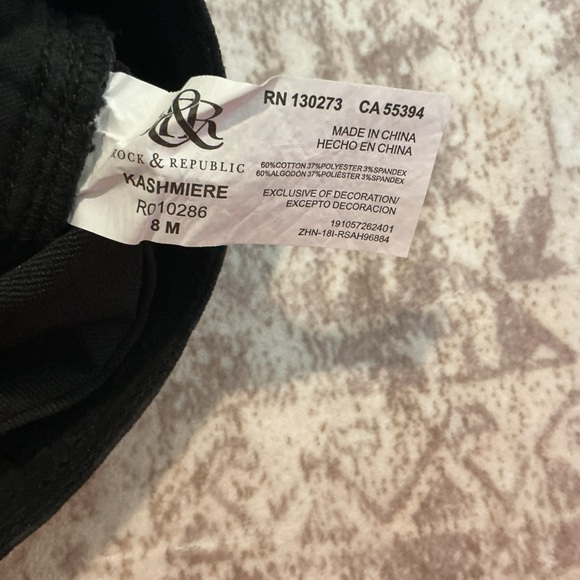 &R
ROCK & REPUBLIC
KASHMIERE
R010286
8 M
RN 130273 CA 55394
MADE IN CHINA
HECHO EN CHINA
60%COTTON 37%POLYESTER 3%SPANDEX
60%ALGODÓN 37%POLIÉSTER 3%SPANDEX
EXCLUSIVE OF DECORATION/
EXCEPTO DECORACION
191057262401
ZHN-18I-RSAH96884